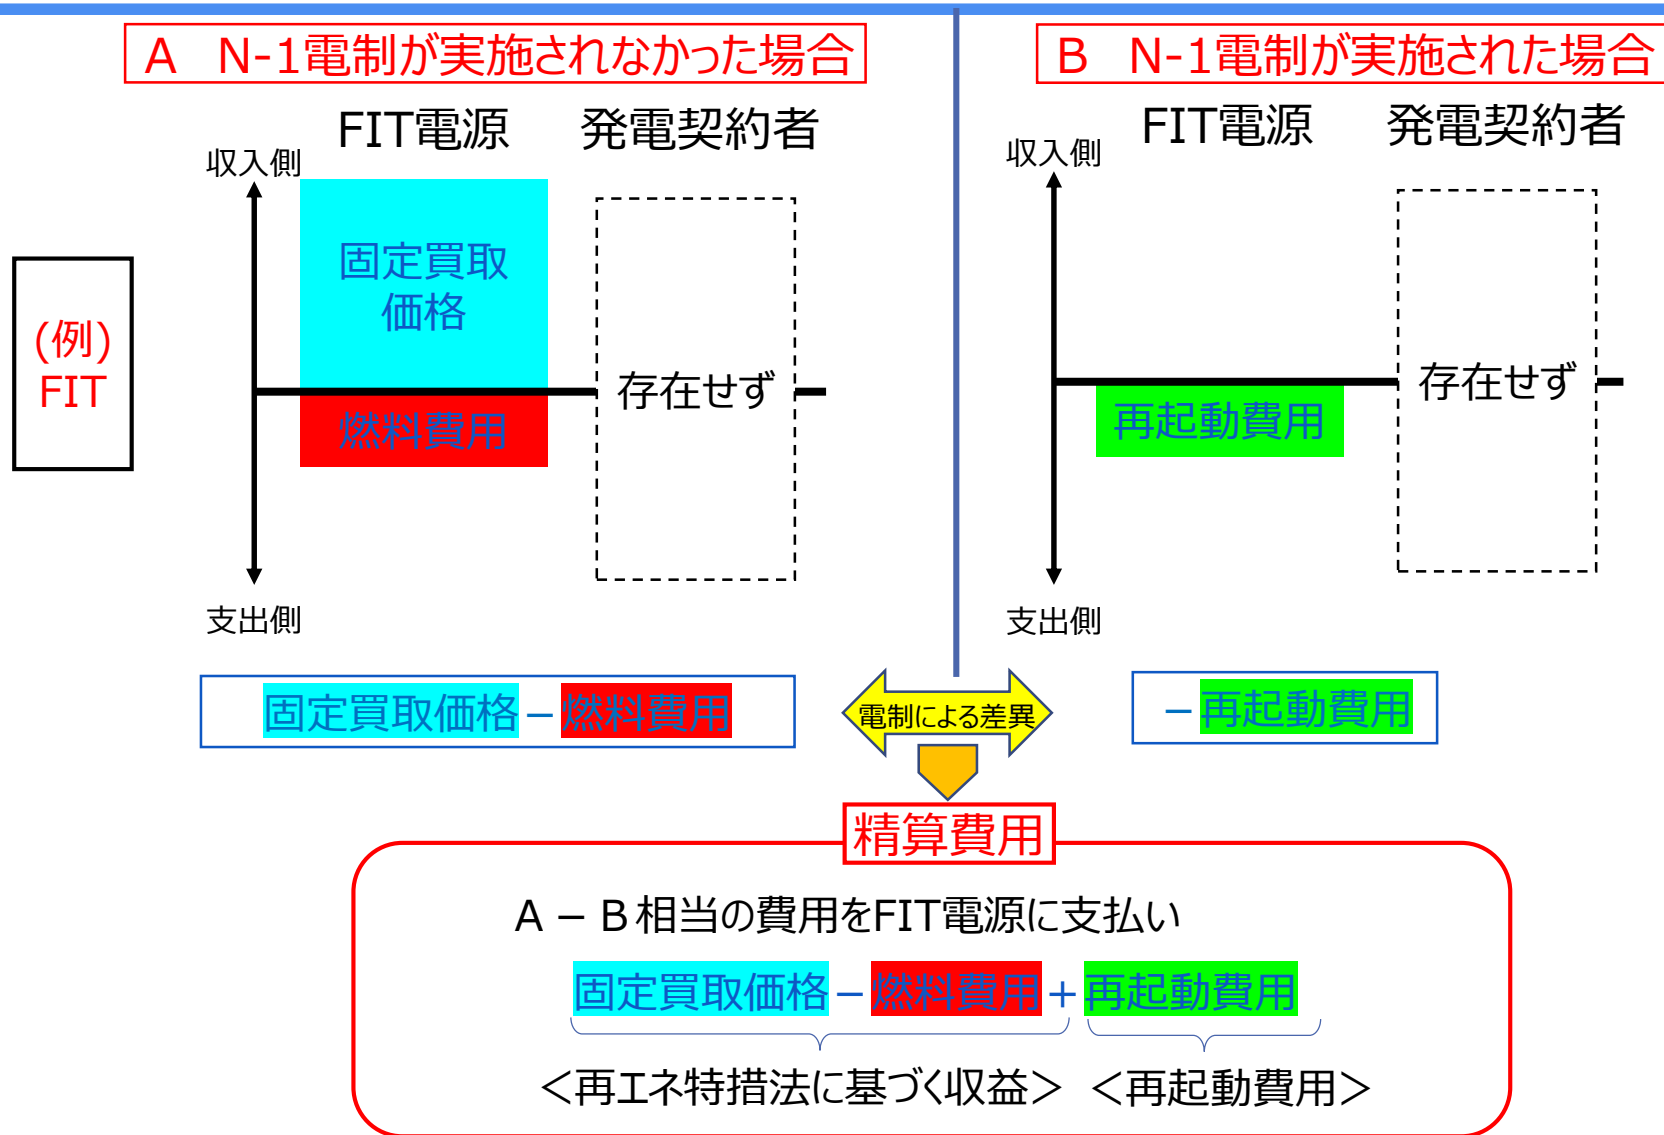 A　N-1電制が実施されなかった場合
B　N-1電制が実施された場合
FIT電源　発電契約者
FIT電源　発電契約者
収入側
収入側
固定買取
価格
(例)
FIT
存在せず
存在せず
燃料費用
再起動費用
支出側
支出側
固定買取価格－燃料費用
電制による差異
－再起動費用
精算費用
A － B 相当の費用をFIT電源に支払い
固定買取価格－燃料費用＋再起動費用
＜再エネ特措法に基づく収益＞　＜再起動費用＞